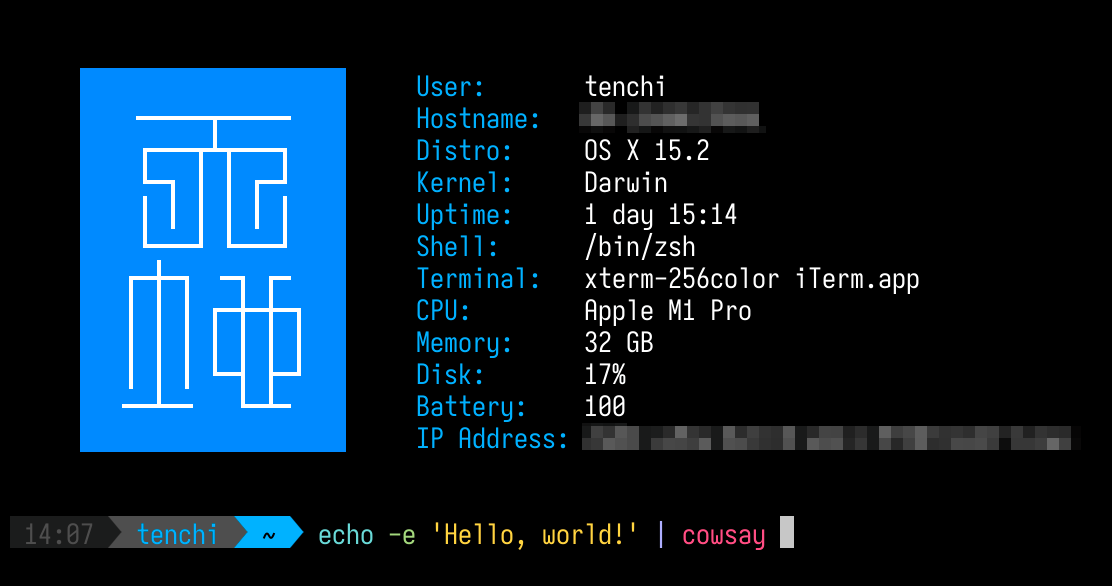 User: tenchi
Hostname:
Distro: OS X 15.2
Kernel: Darwin
Uptime: 1 day 15:14
Shell: /bin/zsh
Terminal: xterm-256color iTerm.app
CPU: Apple M1 Pro
Memory: 32 GB
Disk: 17%
Battery: 100
IP Address:
14:07 tenchi ~ echo -e 'Hello, world!' | cowsay